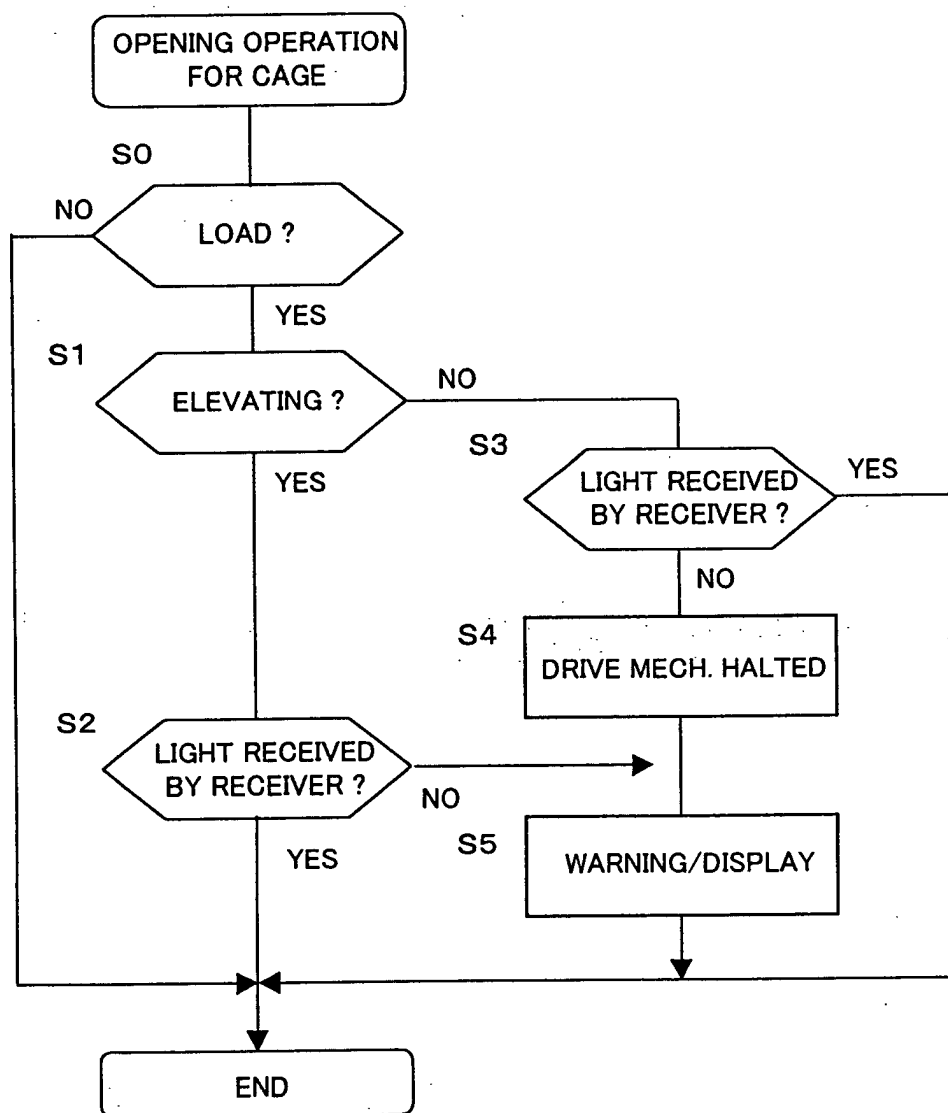 OPENING OPERATION
FOR CAGE
S0
NO
LOAD ?
YES
S1
ELEVATING ?
NO
YES
S3
LIGHT RECEIVED
BY RECEIVER ?
YES
NO
S4
DRIVE MECH. HALTED
S2
LIGHT RECEIVED
BY RECEIVER ?
NO
YES
S5
WARNING/DISPLAY
END